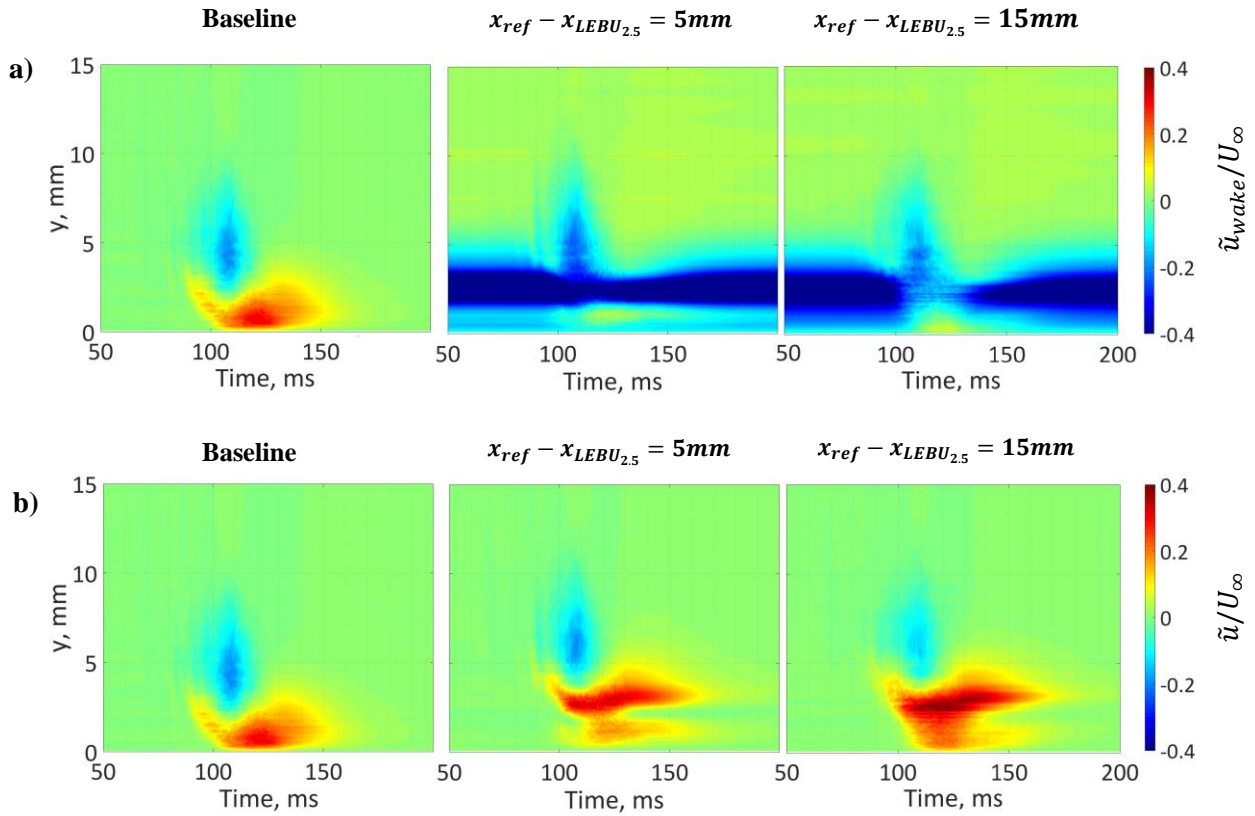 Baseline
x_ref − x_LEBU_2.5 = 5mm
x_ref − x_LEBU_2.5 = 15mm
a)
15
10
5
0
y, mm
50 100 150
Time, ms
50 100 150
Time, ms
50 100 150 200
Time, ms
0.4
0.2
0
-0.2
-0.4
ũ_wake/U_∞
Baseline
x_ref − x_LEBU_2.5 = 5mm
x_ref − x_LEBU_2.5 = 15mm
b)
15
10
5
0
y, mm
50 100 150
Time, ms
50 100 150
Time, ms
50 100 150 200
Time, ms
0.4
0.2
0
-0.2
-0.4
ũ/U_∞